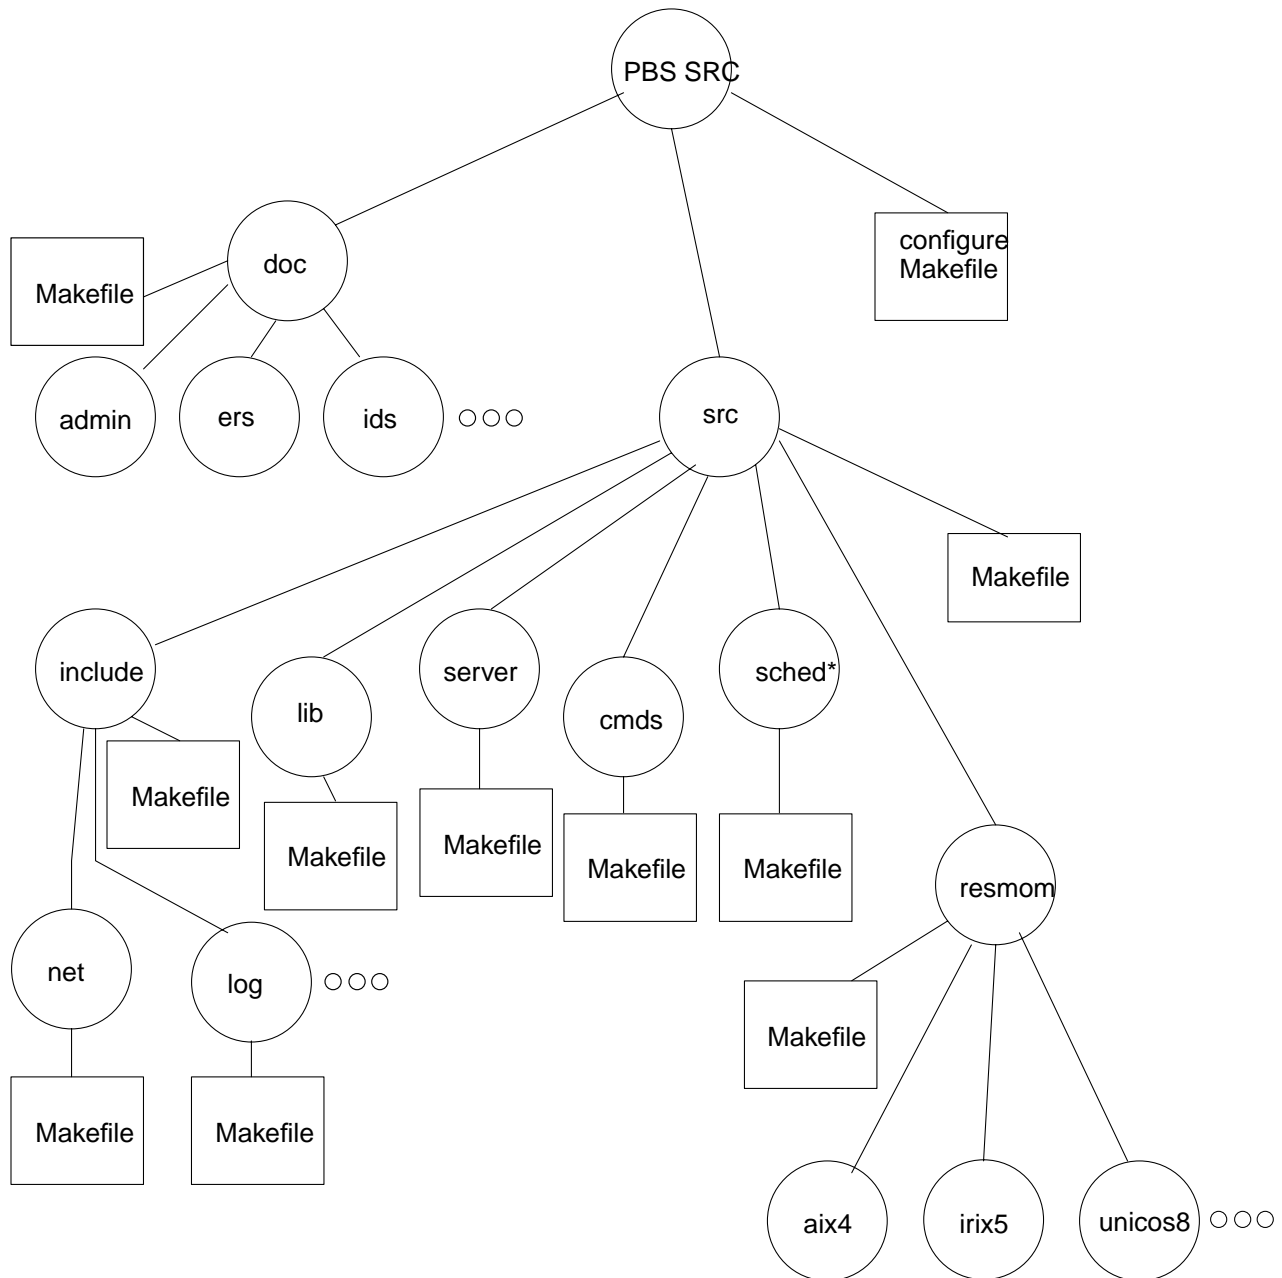 PBS SRC
configure
Makefile
doc
Makefile
admin
ers
ids
src
Makefile
include
lib
server
cmds
sched*
Makefile
Makefile
Makefile
Makefile
Makefile
resmom
net
log
Makefile
Makefile
Makefile
aix4
irix5
unicos8